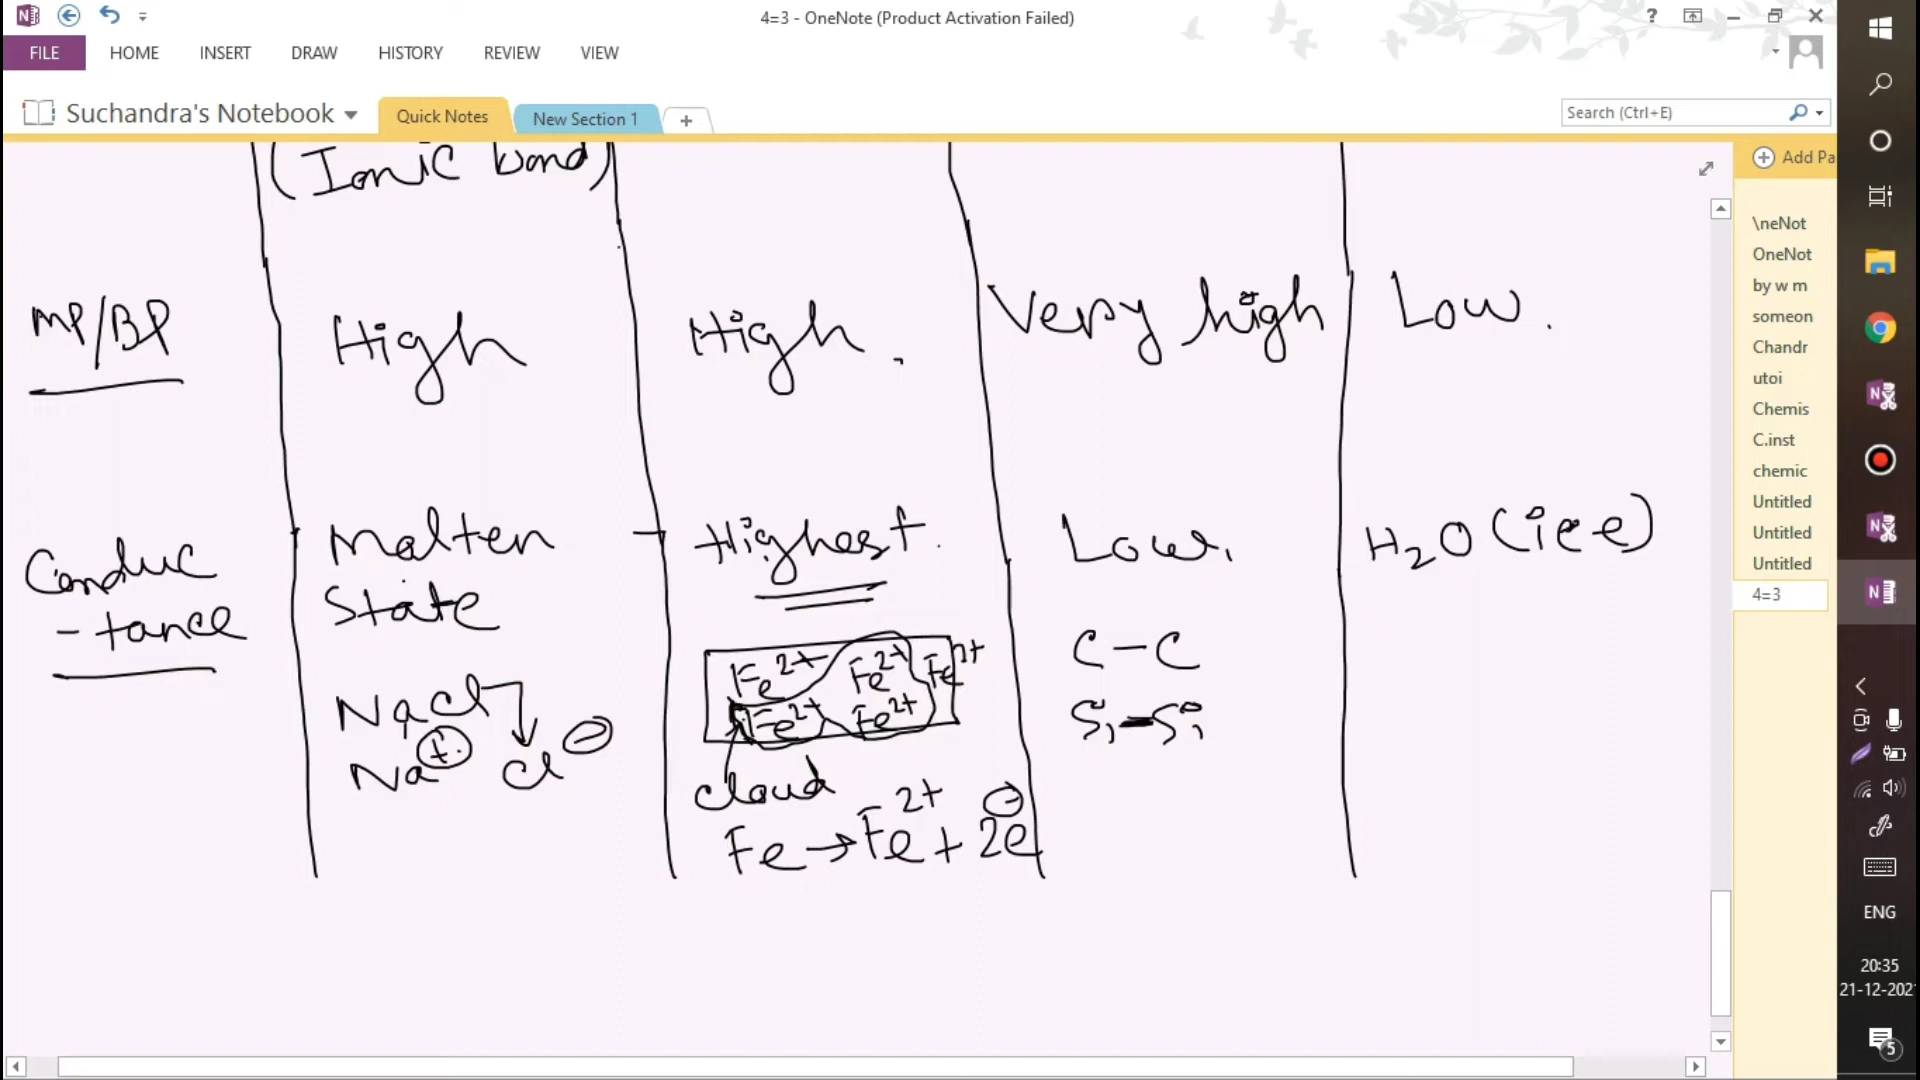 4=3 - OneNote (Product Activation Failed)
FILE HOME INSERT DRAW HISTORY REVIEW VIEW
Suchandra's Notebook
Quick Notes
New Section 1
Search (Ctrl+E)
Add Pa
(Ionic bond)
MP/BP High High. Very high Low.
Conduc
-tance
Molten
State
NaCl
Na+ Cl-
Highest.
Fe2+ Fe2+ Fe2+
Fe2+ Fe2+
cloud
Fe → Fe2+ + 2e-
Low.
C-C
Si-Si
H2O (ice)
\neNot
OneNot
by w m
someon
Chandr
utoi
Chemis
C.inst
chemic
Untitled
Untitled
Untitled
4=3
ENG
20:35
21-12-202
5